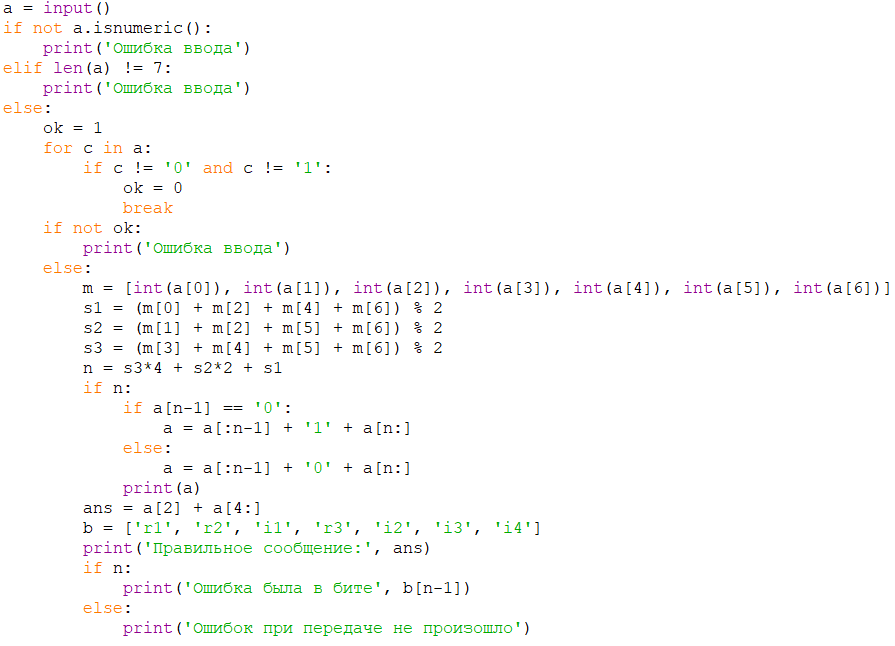 a = input()
if not a.isnumeric():
    print('Ошибка ввода')
elif len(a) != 7:
    print('Ошибка ввода')
else:
    ok = 1
    for c in a:
        if c != '0' and c != '1':
            ok = 0
            break
    if not ok:
        print('Ошибка ввода')
    else:
        m = [int(a[0]), int(a[1]), int(a[2]), int(a[3]), int(a[4]), int(a[5]), int(a[6])]
        s1 = (m[0] + m[2] + m[4] + m[6]) % 2
        s2 = (m[1] + m[2] + m[5] + m[6]) % 2
        s3 = (m[3] + m[4] + m[5] + m[6]) % 2
        n = s3*4 + s2*2 + s1
        if n:
            if a[n-1] == '0':
                a = a[:n-1] + '1' + a[n:]
            else:
                a = a[:n-1] + '0' + a[n:]
            print(a)
        ans = a[2] + a[4:]
        b = ['r1', 'r2', 'i1', 'r3', 'i2', 'i3', 'i4']
        print('Правильное сообщение:', ans)
        if n:
            print('Ошибка была в бите', b[n-1])
        else:
            print('Ошибок при передаче не произошло')